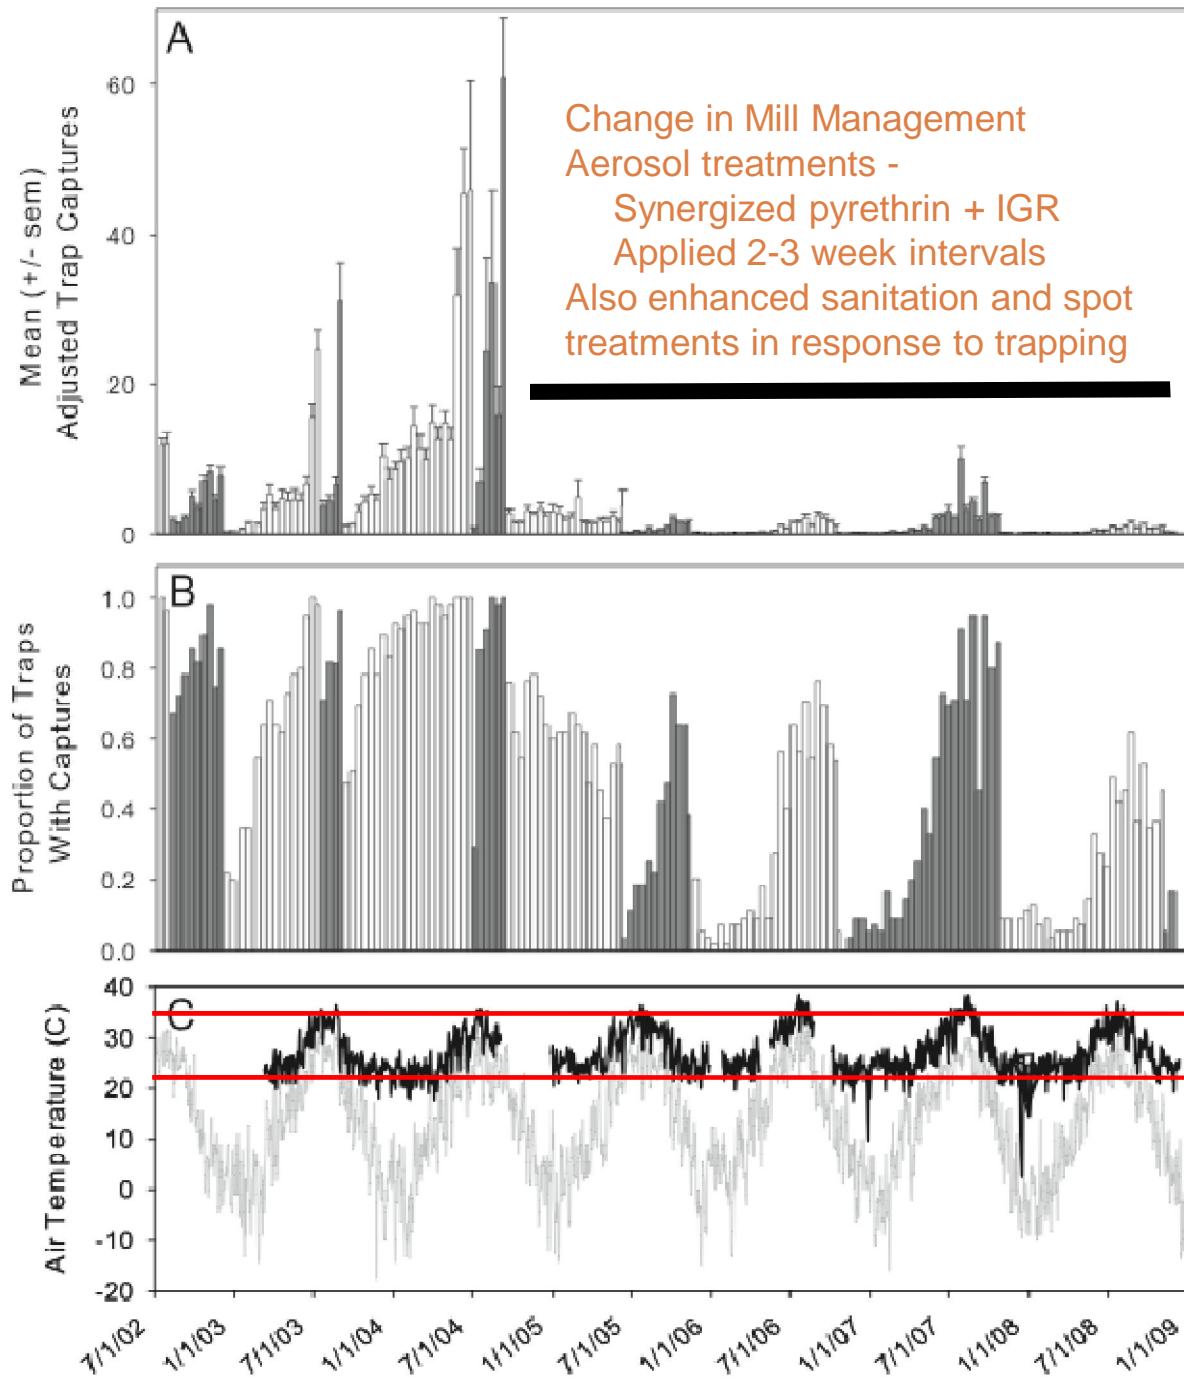 A
Mean (+/- sem)
Adjusted Trap Captures
60
40
20
0
Change in Mill Management
Aerosol treatments -
Synergized pyrethrin + IGR
Applied 2-3 week intervals
Also enhanced sanitation and spot
treatments in response to trapping
B
Proportion of Traps
With Captures
1.0
0.8
0.6
0.4
0.2
0.0
C
Air Temperature (C)
40
30
20
10
0
-10
-20
7/1/02
1/1/03
7/1/03
1/1/04
7/1/04
1/1/05
7/1/05
1/1/06
7/1/06
1/1/07
7/1/07
1/1/08
7/1/08
1/1/09